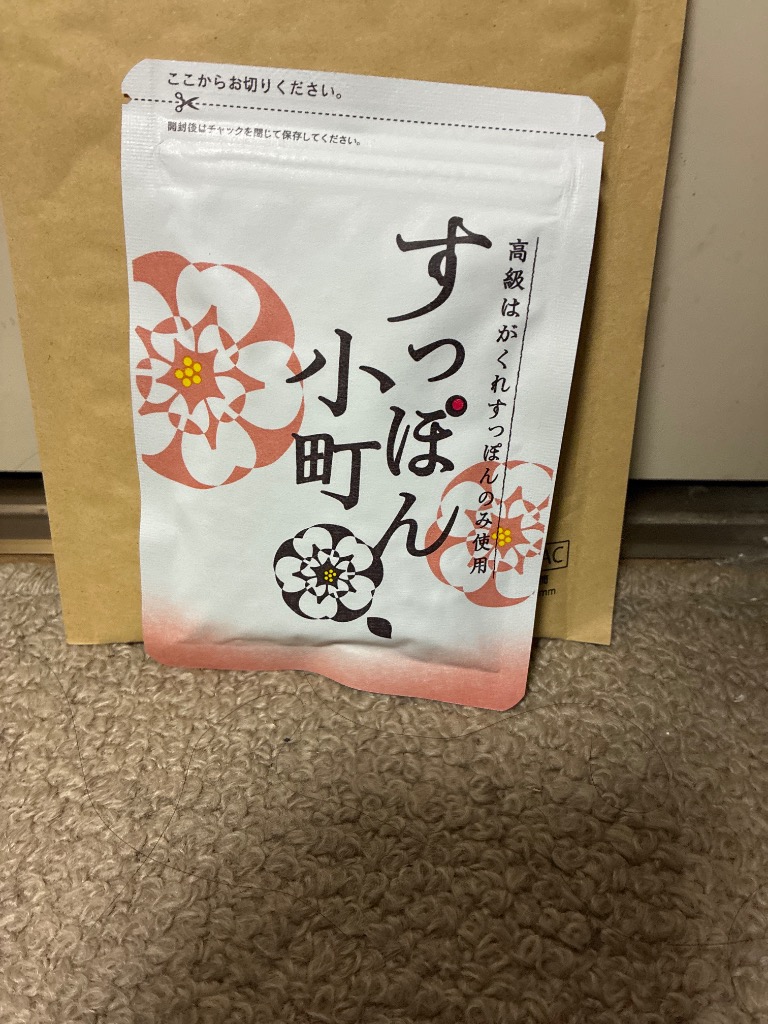 ここからお切りください。
開封後はチャックを閉じて保存してください。
高級はがくれすっぽんのみ使用
すっぽん
小町
AC
mm